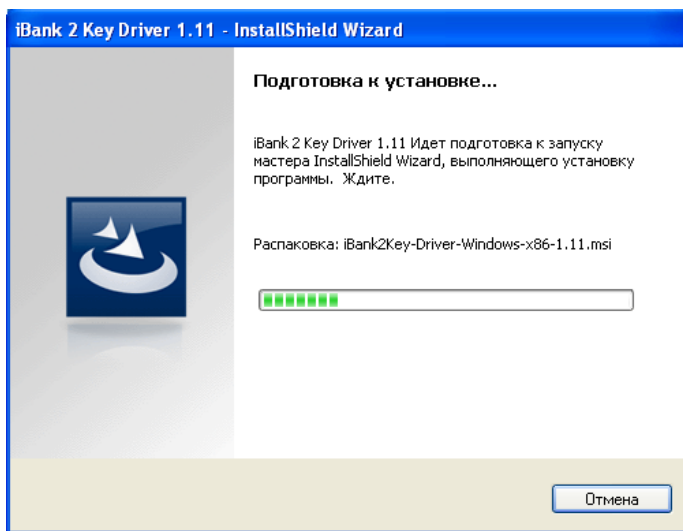 iBank 2 Key Driver 1.11 - InstallShield Wizard
Подготовка к установке...
iBank 2 Key Driver 1.11 Идет подготовка к запуску
мастера InstallShield Wizard, выполняющего установку
программы. Ждите.
Распаковка: iBank2Key-Driver-Windows-x86-1.11.msi
Отмена